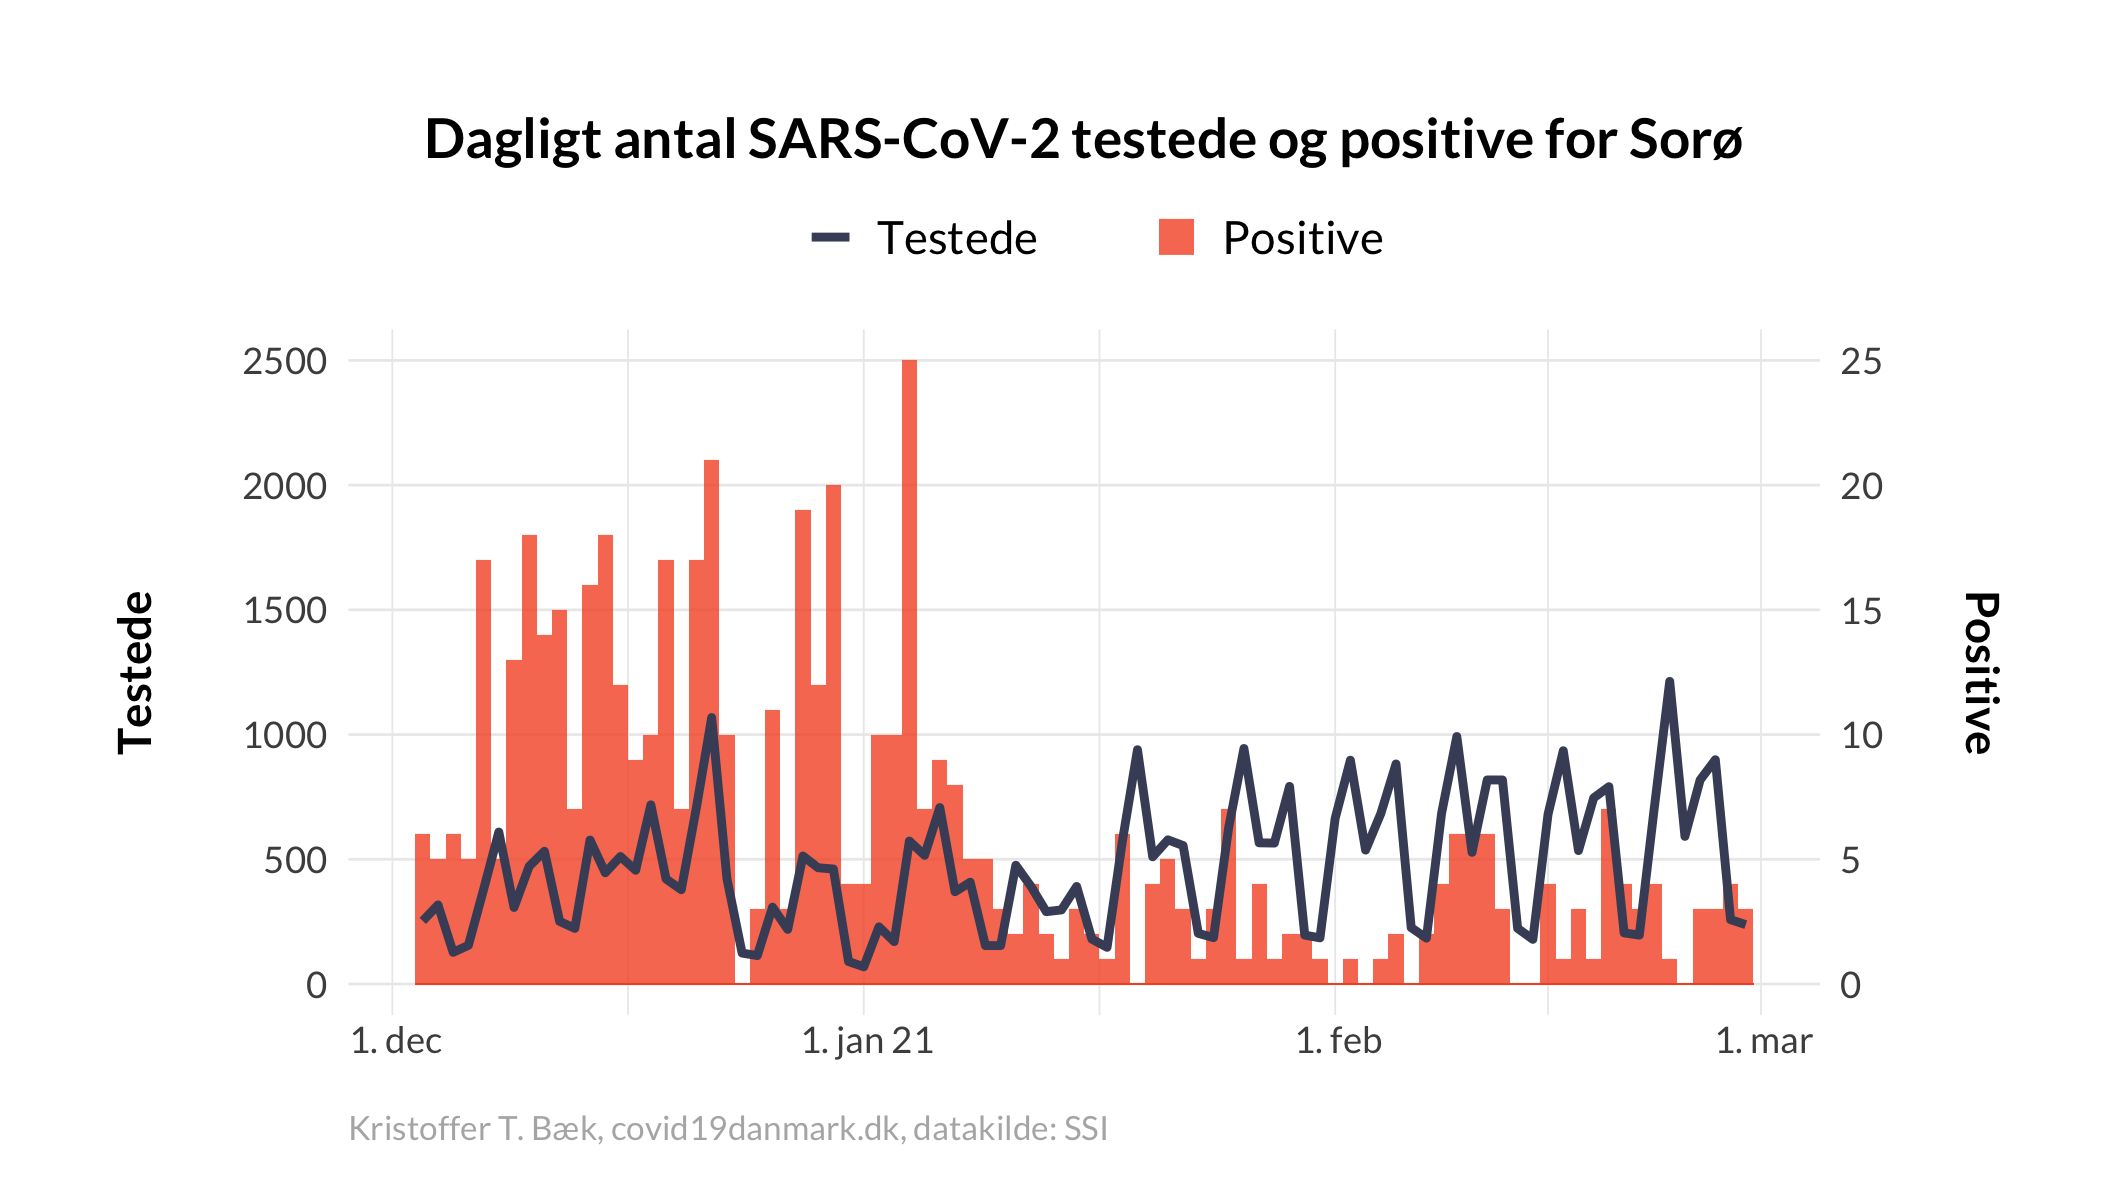 Dagligt antal SARS-CoV-2 testede og positive for Sorø
Testede Positive
2500 25
2000 20
1500 15
1000 10
500 5
0 0
Testede
Positive
1. dec 1. jan 21 1. feb 1. mar
Kristoffer T. Bæk, covid19danmark.dk, datakilde: SSI